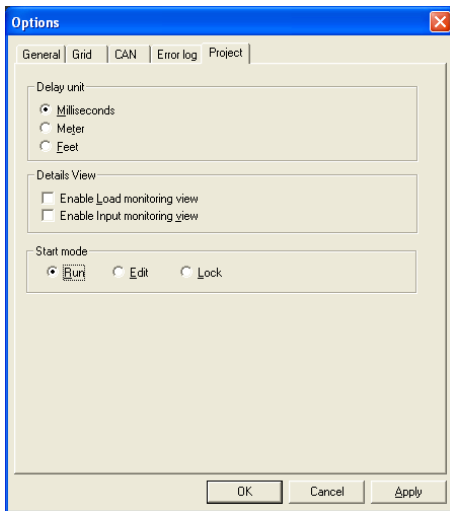 Options
General Grid CAN Error log Project
Delay unit
Milliseconds
Meter
Feet
Details View
Enable Load monitoring view
Enable Input monitoring view
Start mode
Run Edit Lock
OK Cancel Apply